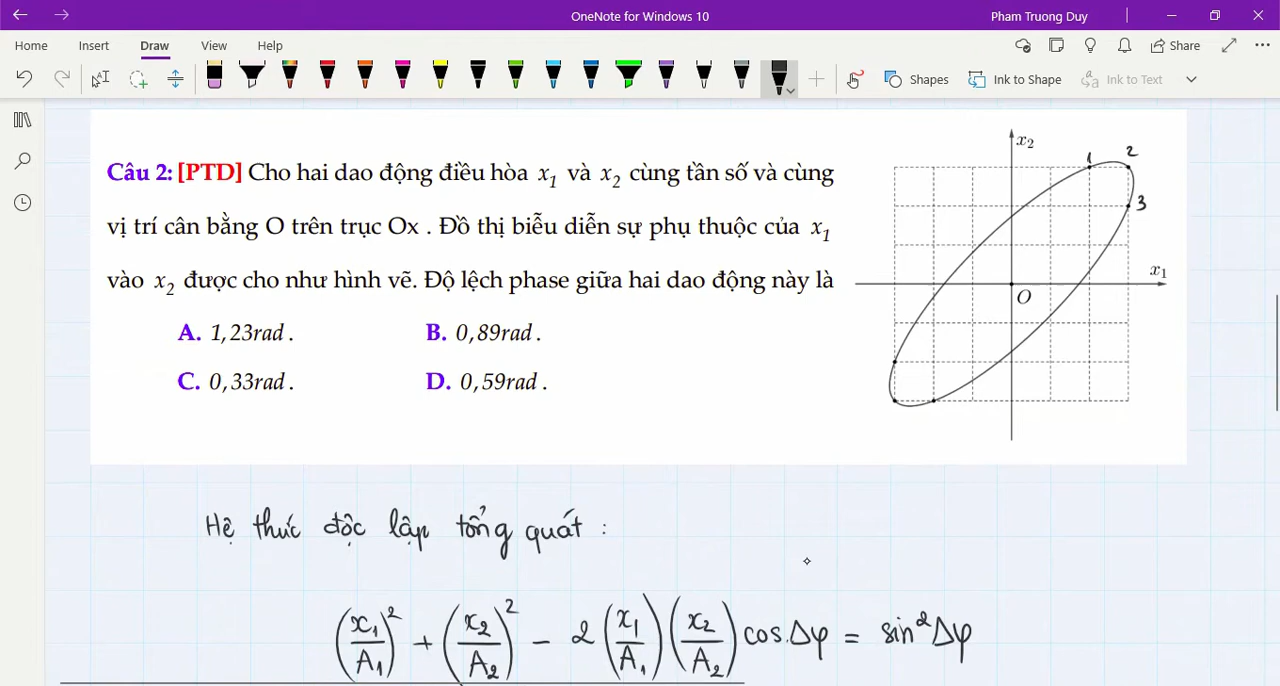 OneNote for Windows 10
Pham Truong Duy
Home Insert Draw View Help
Share
Shapes Ink to Shape Ink to Text
Câu 2: [PTD] Cho hai dao động điều hòa x₁ và x₂ cùng tần số và cùng
vị trí cân bằng O trên trục Ox . Đồ thị biễu diễn sự phụ thuộc của x₁
vào x₂ được cho như hình vẽ. Độ lệch phase giữa hai dao động này là
A. 1,23rad .
B. 0,89rad .
C. 0,33rad .
D. 0,59rad .
x₂
1
2
3
x₁
O
Hệ thức độc lập tổng quát :
(x₁/A₁)² + (x₂/A₂)² − 2 (x₁/A₁)(x₂/A₂) cos.Δφ = sin²Δφ